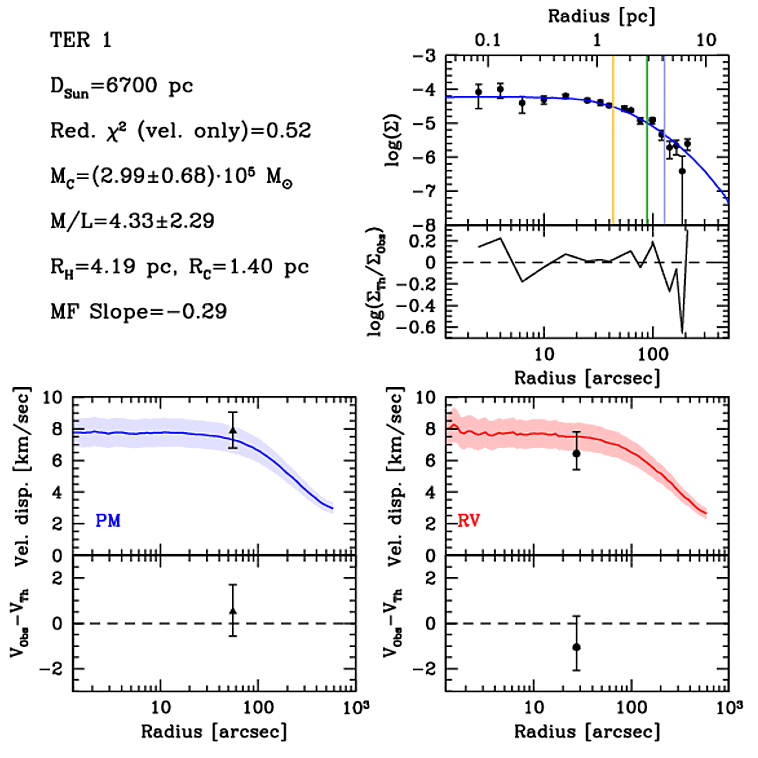 TER 1
D_Sun=6700 pc
Red. χ² (vel. only)=0.52
M_C=(2.99±0.68)·10⁵ M_⊙
M/L=4.33±2.29
R_H=4.19 pc, R_C=1.40 pc
MF Slope=−0.29
Radius [pc]
0.1 1 10
−3
−4
−5
−6
−7
−8
log(Σ)
0.2
0
−0.2
−0.4
−0.6
log(Σ_Th/Σ_Obs)
10 100
Radius [arcsec]
10
8
6
4
2
0
Vel. disp. [km/sec]
PM
2
0
−2
V_Obs−V_Th
10 100 10³
Radius [arcsec]
10
8
6
4
2
0
Vel. disp. [km/sec]
RV
2
0
−2
V_Obs−V_Th
10 100 10³
Radius [arcsec]